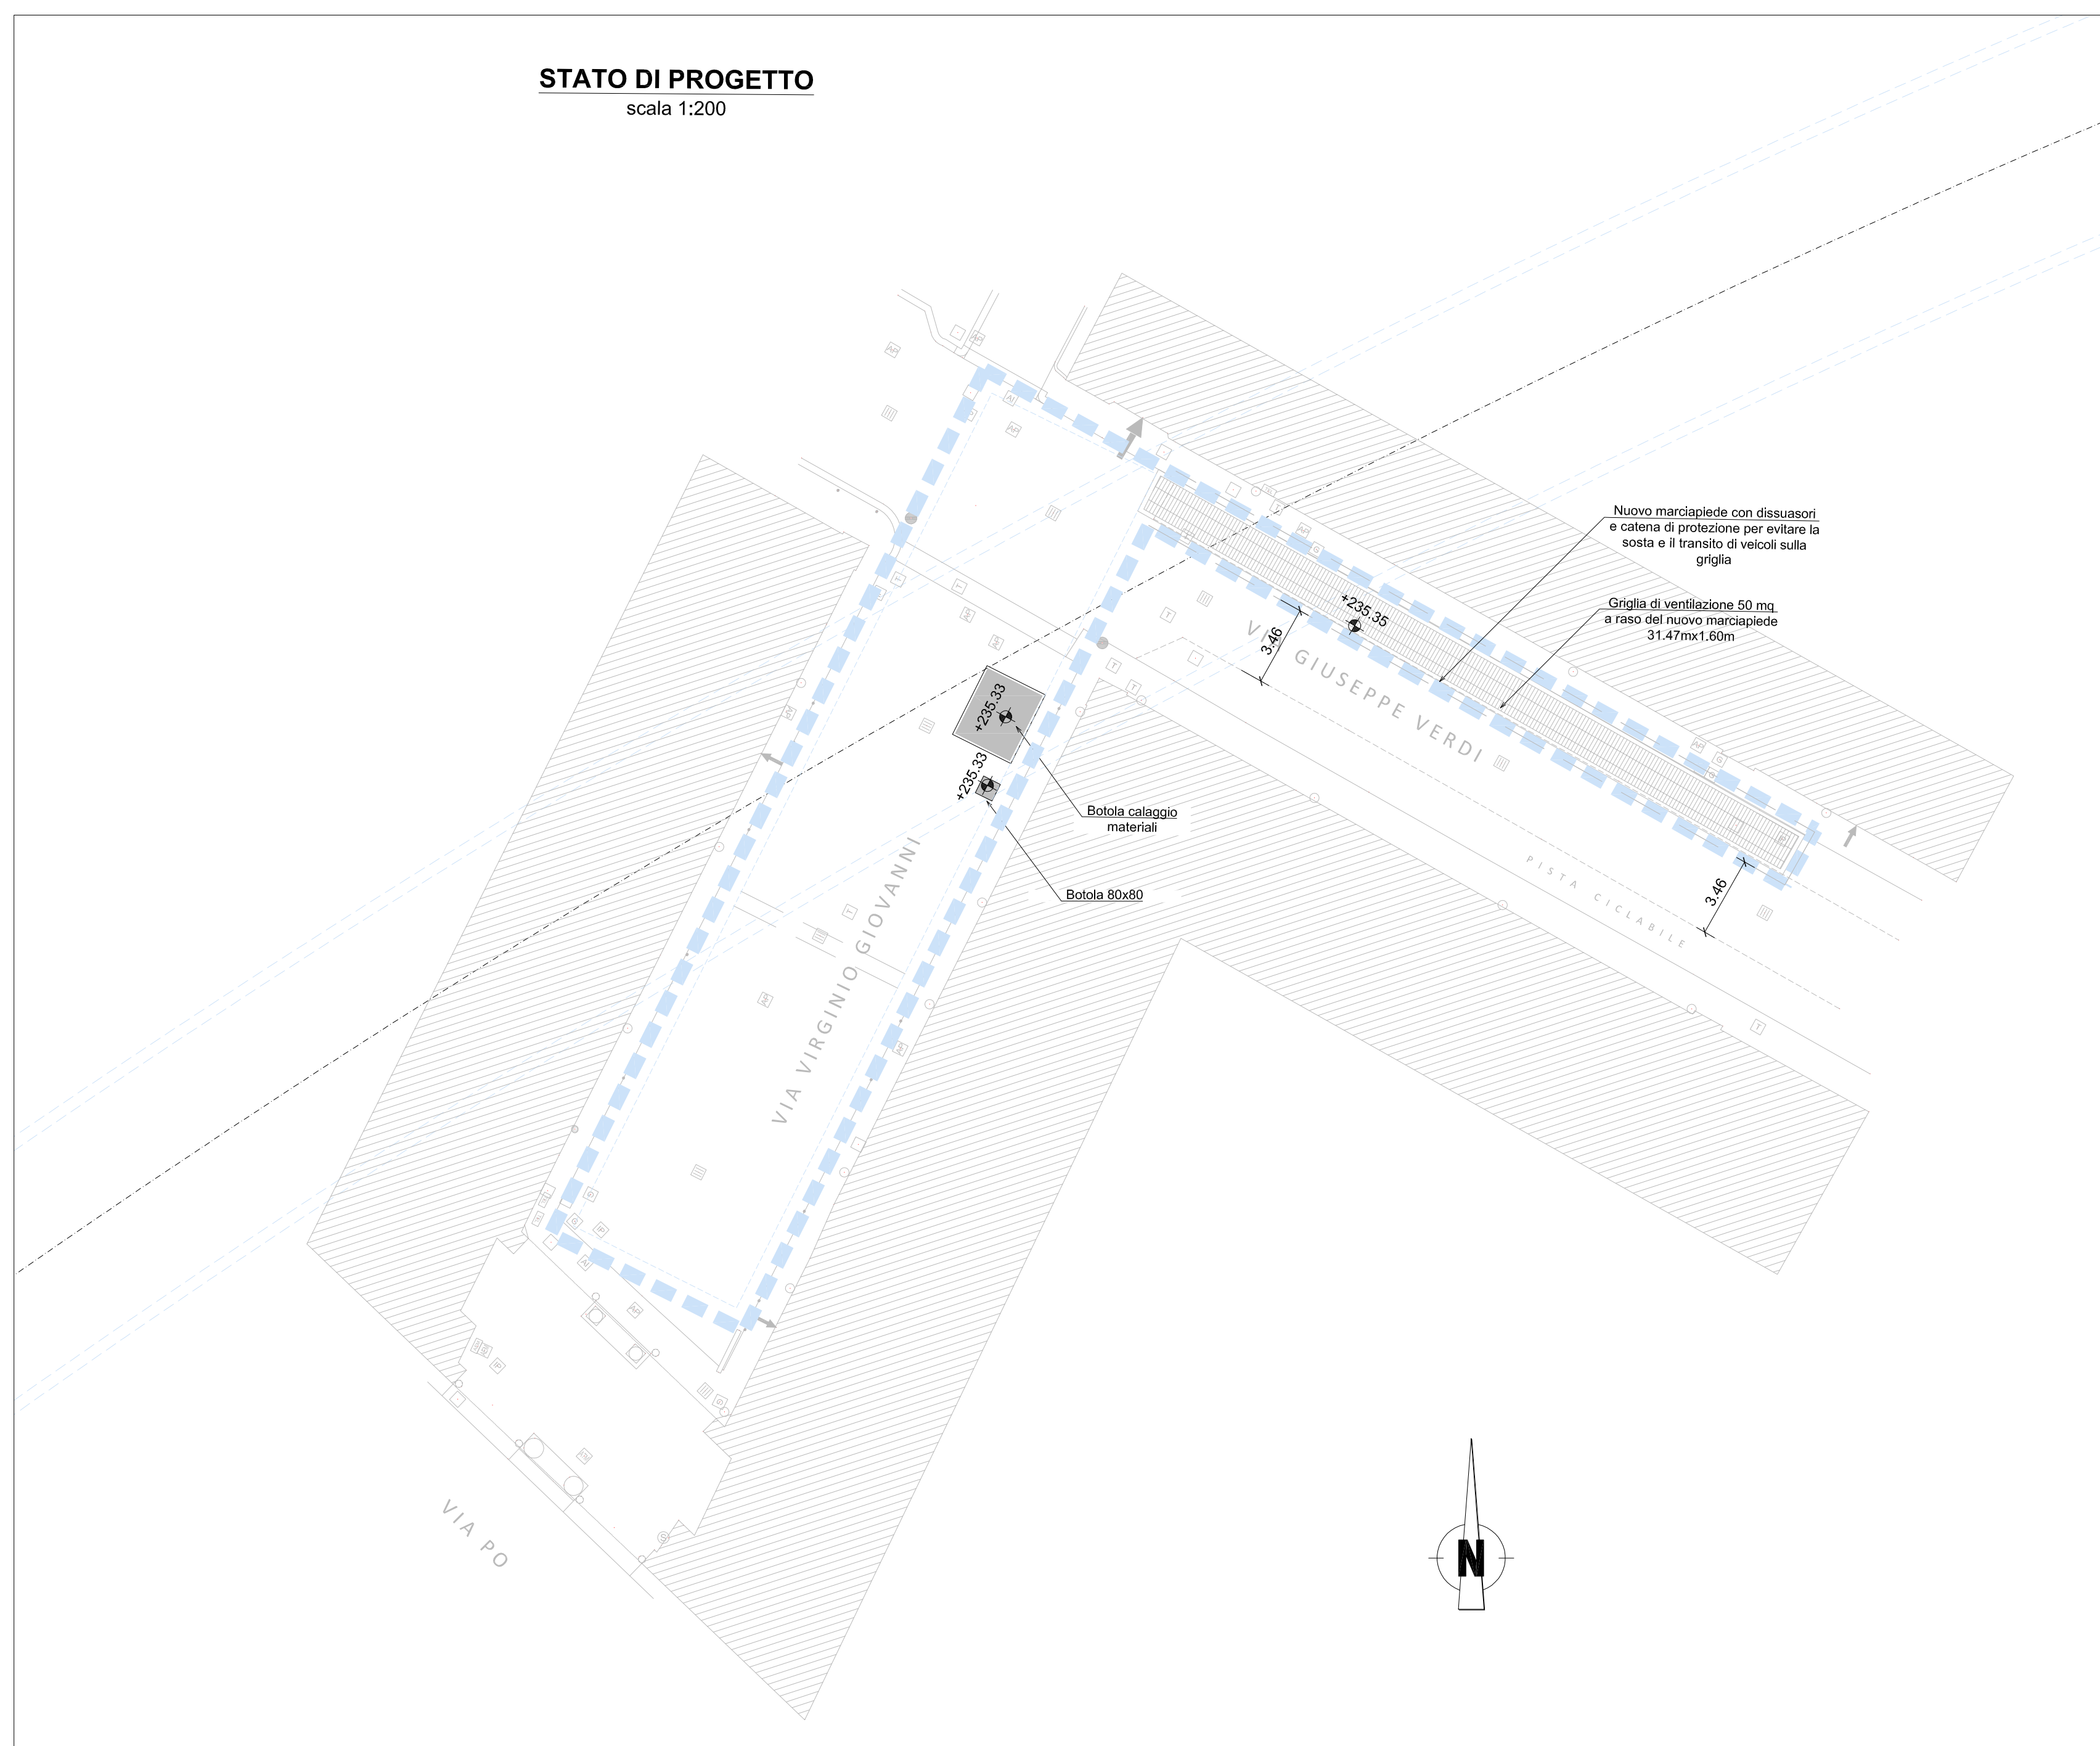 STATO DI PROGETTO
scala 1:200
Nuovo marciapiede con dissuasori
e catena di protezione per evitare la
sosta e il transito di veicoli sulla
griglia
Griglia di ventilazione 50 mq
a raso del nuovo marciapiede
31.47mx1.60m
+235.35
3.46
GIUSEPPE VERDI
+235.33
+235.33
Botola calaggio
materiali
Botola 80x80
PISTA CICLABILE
3.46
VIA VIRGINIO GIOVANNI
VIA PO
N